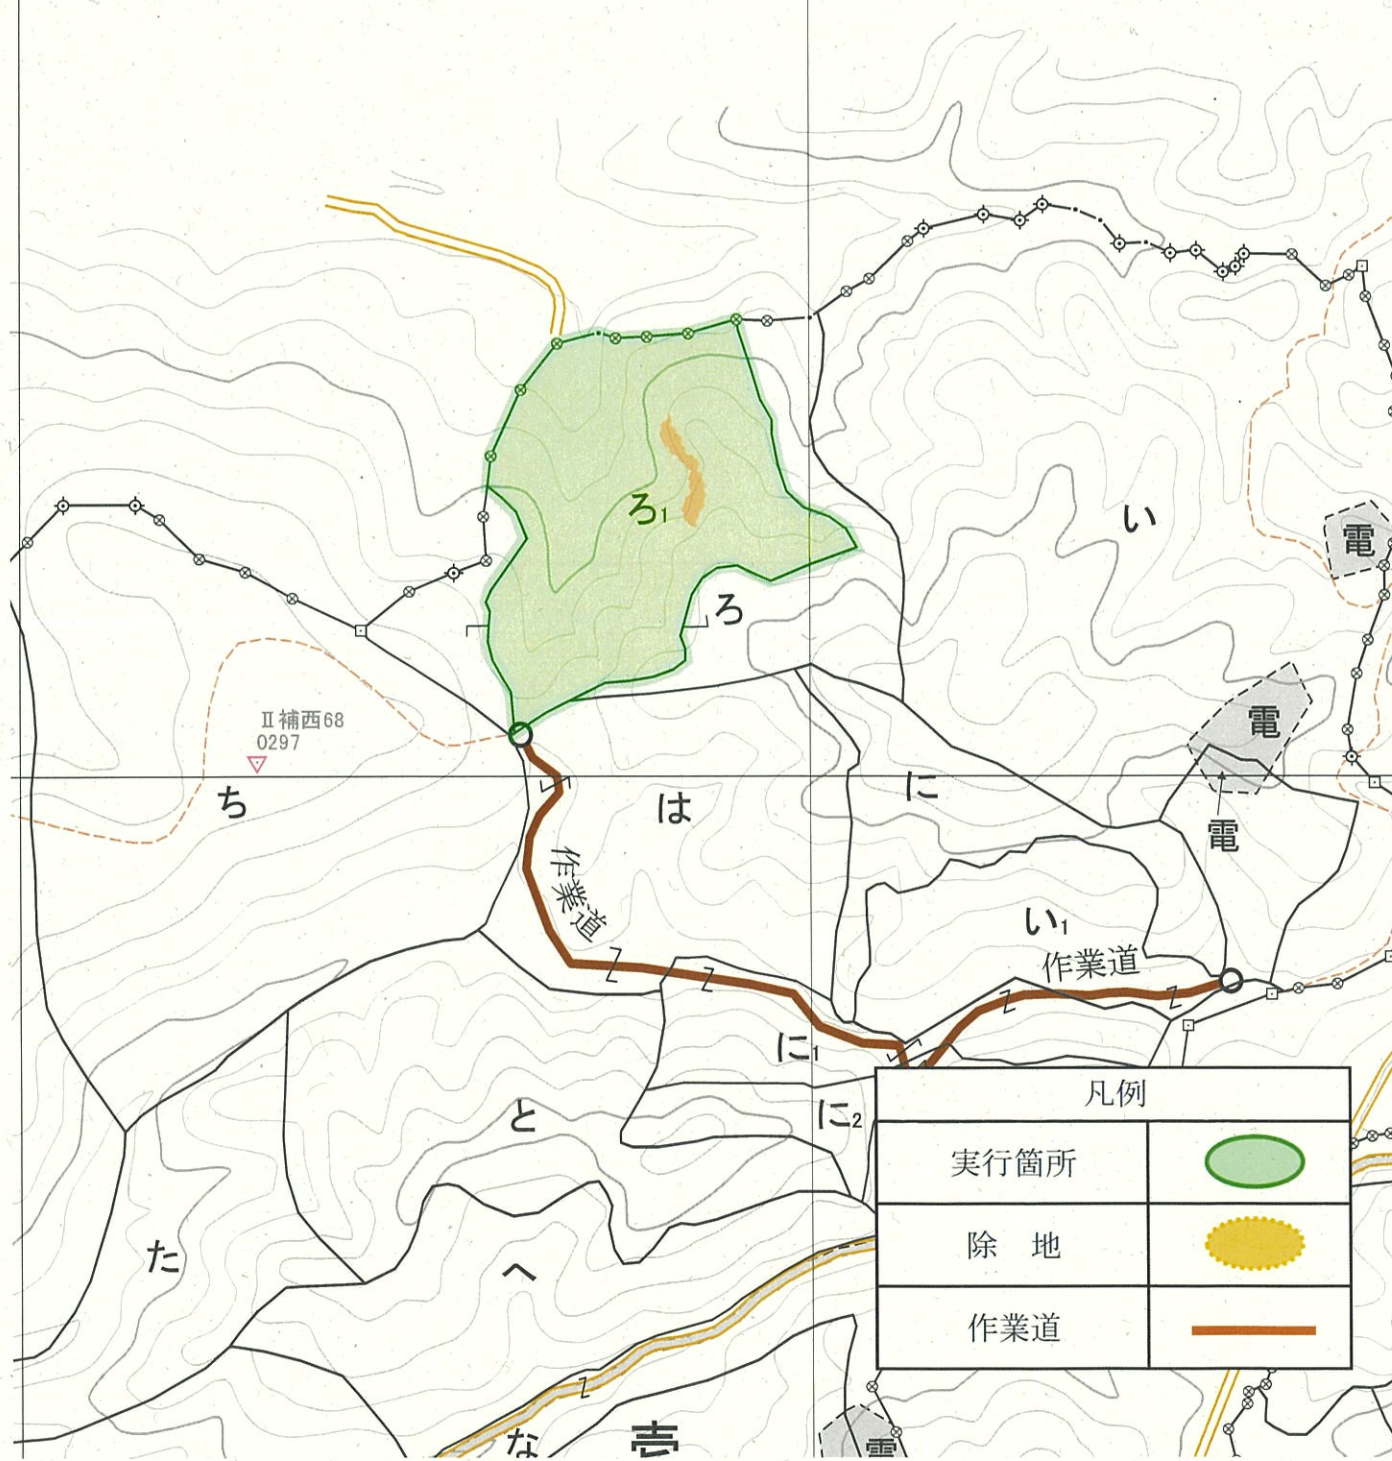 ろ1
い
電
ろ
Ⅱ補西68
0297
電
ち
は
に
電
作業道
い1
作業道
に1
と
に2
凡例
実行箇所
除 地
作業道
た
へ
な
壱
電